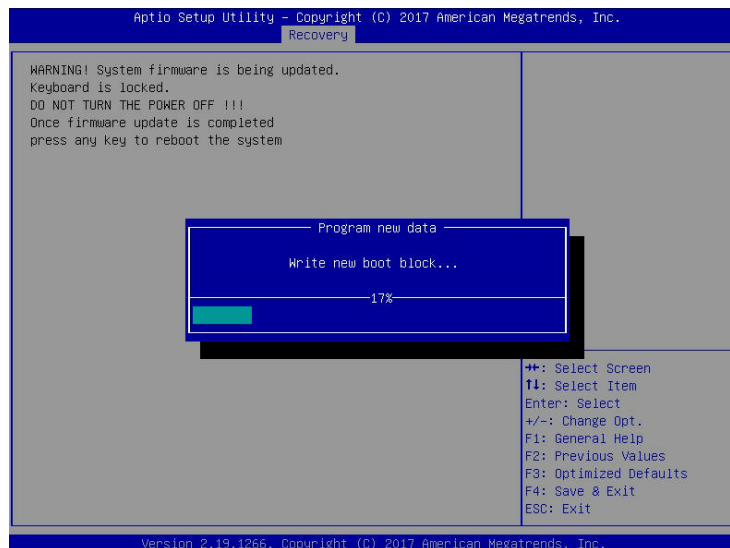 Aptio Setup Utility – Copyright (C) 2017 American Megatrends, Inc.
Recovery
WARNING! System firmware is being updated.
Keyboard is locked.
DO NOT TURN THE POWER OFF !!!
Once firmware update is completed
press any key to reboot the system
Program new data
Write new boot block...
17%
→←: Select Screen
↑↓: Select Item
Enter: Select
+/-: Change Opt.
F1: General Help
F2: Previous Values
F3: Optimized Defaults
F4: Save & Exit
ESC: Exit
Version 2.19.1266. Copyright (C) 2017 American Megatrends, Inc.